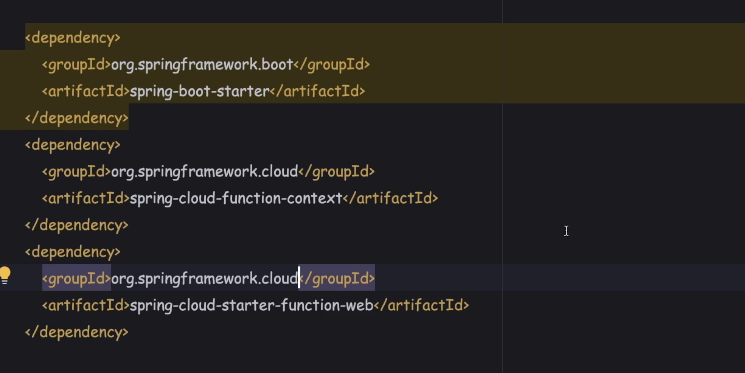 <dependency>
<groupId>org.springframework.boot</groupId>
<artifactId>spring-boot-starter</artifactId>
</dependency>
<dependency>
<groupId>org.springframework.cloud</groupId>
<artifactId>spring-cloud-function-context</artifactId>
</dependency>
<dependency>
<groupId>org.springframework.cloud</groupId>
<artifactId>spring-cloud-starter-function-web</artifactId>
</dependency>